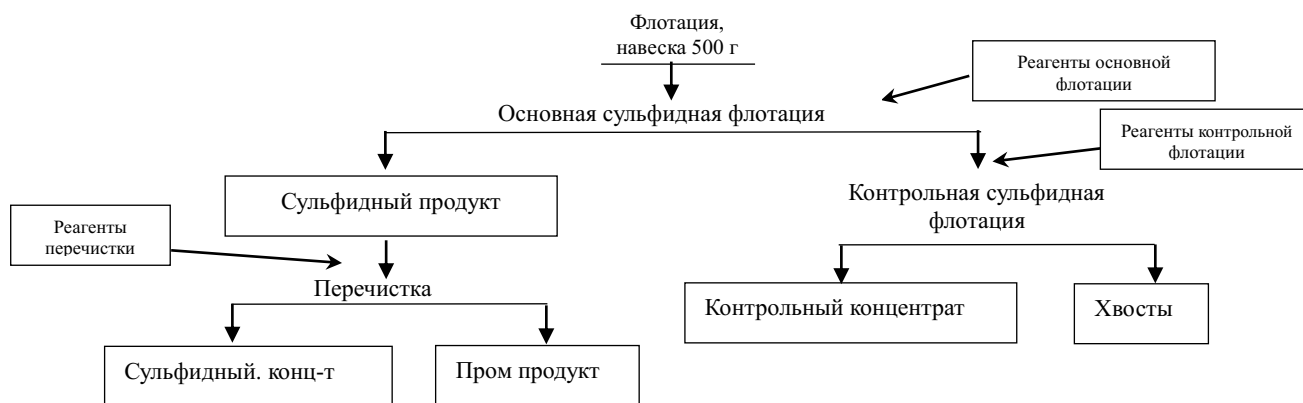 Флотация,
навеска 500 г
Реагенты основной
флотации
Основная сульфидная флотация
Реагенты контрольной
флотации
Сульфидный продукт
Контрольная сульфидная
флотация
Реагенты
перечистки
Перечистка
Контрольный концентрат
Хвосты
Сульфидный. конц-т
Пром продукт